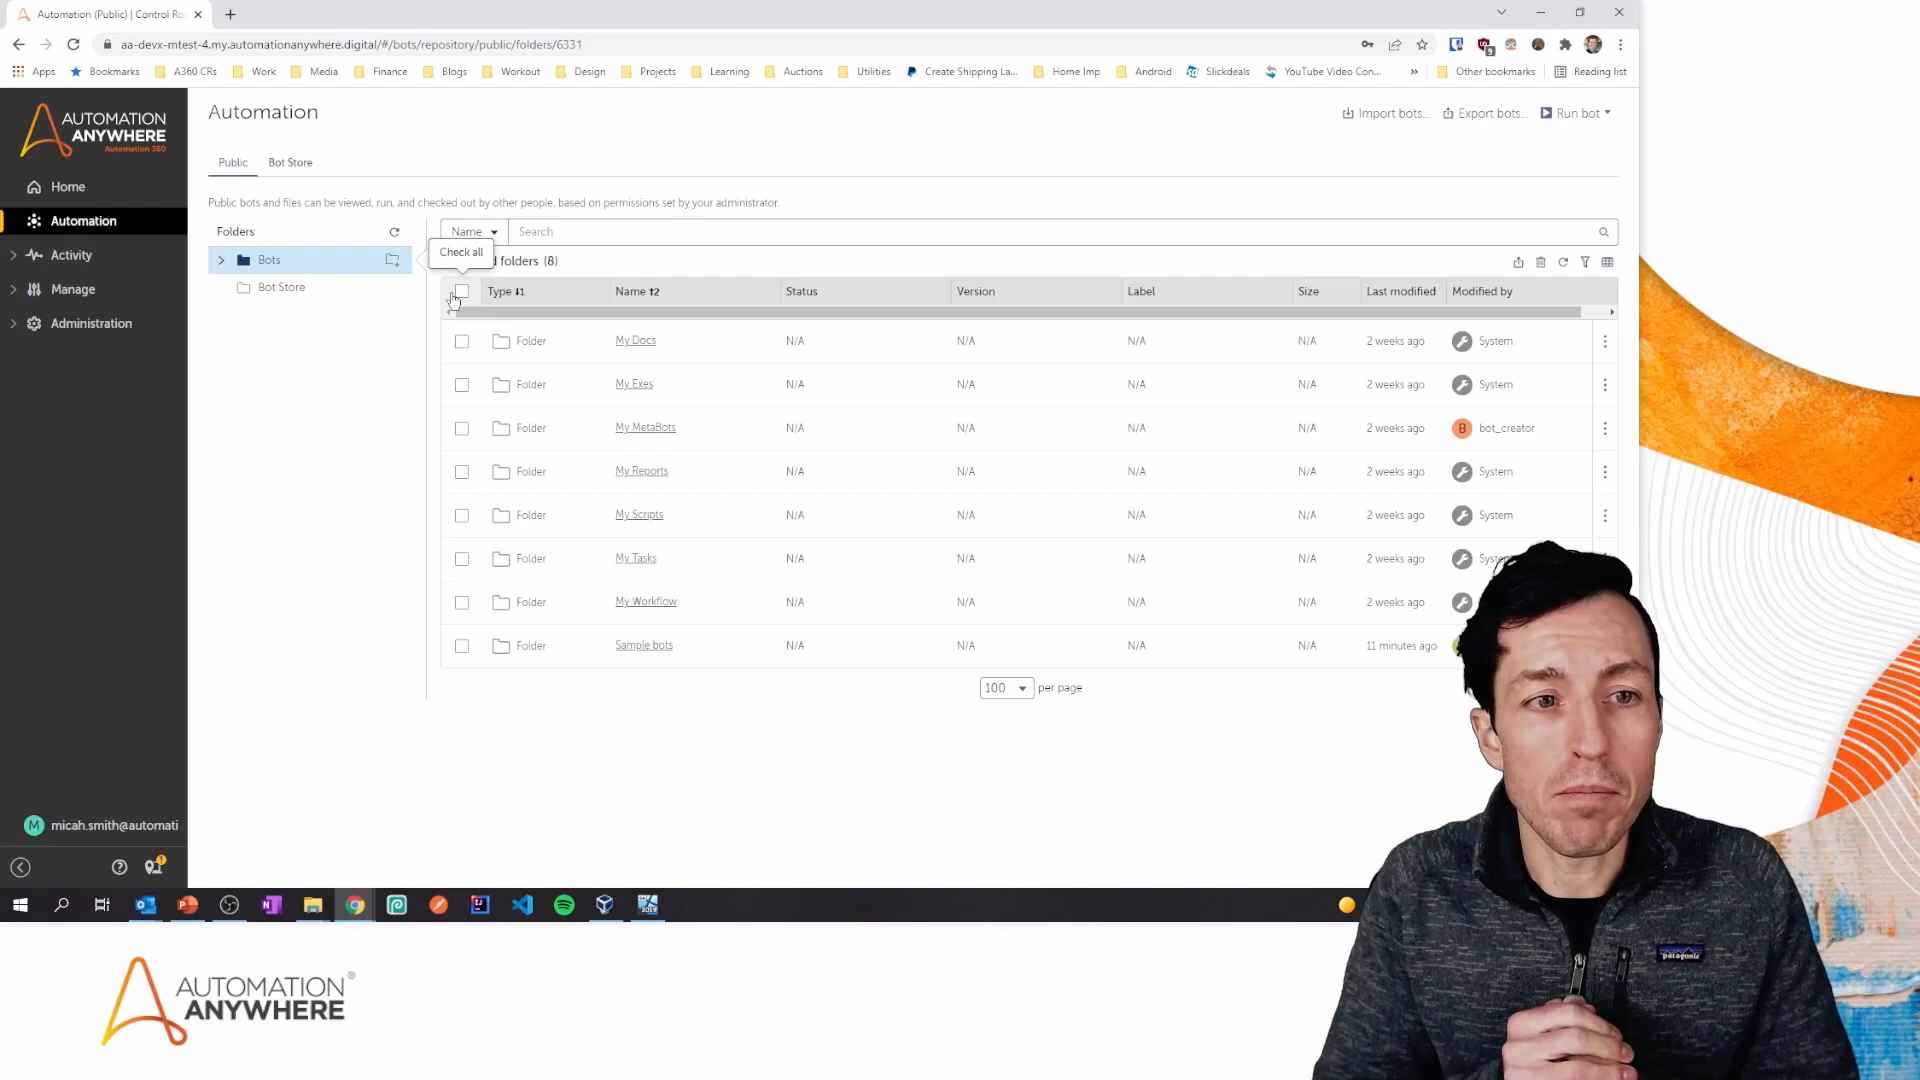 Automation (Public) | Control Ro
aa-devx-mtest-4.my.automationanywhere.digital/#/bots/repository/public/folders/6331
9
Apps Bookmarks A360 CRs Work Media Finance Blogs Workout Design Projects Learning Auctions Utilities Create Shipping La... Home Imp Android Slickdeals YouTube Video Con... » Other bookmarks Reading list
AUTOMATION
ANYWHERE
Automation 360
Home
Automation
Activity
Manage
Administration
M micah.smith@automati
Automation
Import bots... Export bots... Run bot
Public Bot Store
Public bots and files can be viewed, run, and checked out by other people, based on permissions set by your administrator.
Folders
Bots
Bot Store
Name Search
Check all
d folders (8)
Type Name Status Version Label Size Last modified Modified by
Folder My Docs N/A N/A N/A N/A 2 weeks ago System
Folder My Exes N/A N/A N/A N/A 2 weeks ago System
Folder My MetaBots N/A N/A N/A N/A 2 weeks ago B bot_creator
Folder My Reports N/A N/A N/A N/A 2 weeks ago System
Folder My Scripts N/A N/A N/A N/A 2 weeks ago System
Folder My Tasks N/A N/A N/A N/A 2 weeks ago Syste
Folder My Workflow N/A N/A N/A N/A 2 weeks ago
Folder Sample bots N/A N/A N/A N/A 11 minutes ago
100 per page
AUTOMATION®
ANYWHERE
patagonia